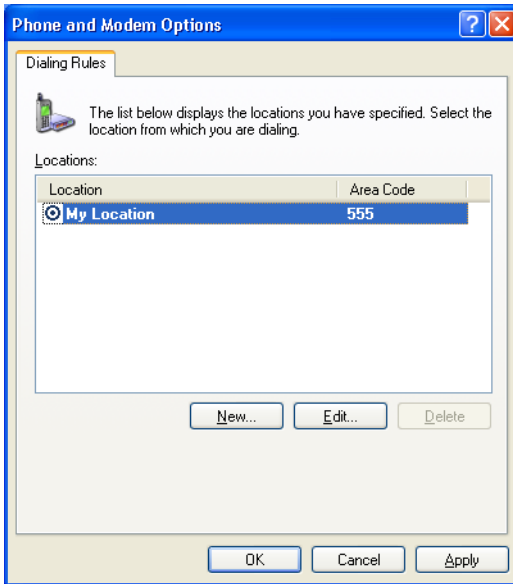 Phone and Modem Options
Dialing Rules
The list below displays the locations you have specified. Select the
location from which you are dialing.
Locations:
Location Area Code
My Location 555
New... Edit... Delete
OK Cancel Apply